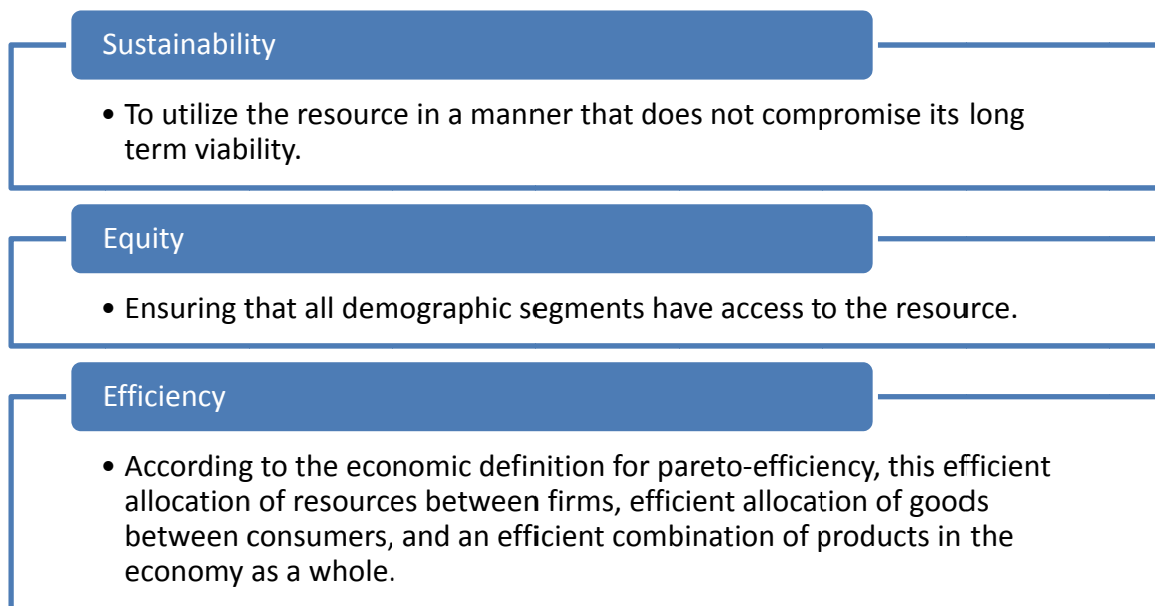 Sustainability
• To utilize the resource in a manner that does not compromise its long
term viability.
Equity
• Ensuring that all demographic segments have access to the resource.
Efficiency
• According to the economic definition for pareto-efficiency, this efficient
allocation of resources between firms, efficient allocation of goods
between consumers, and an efficient combination of products in the
economy as a whole.